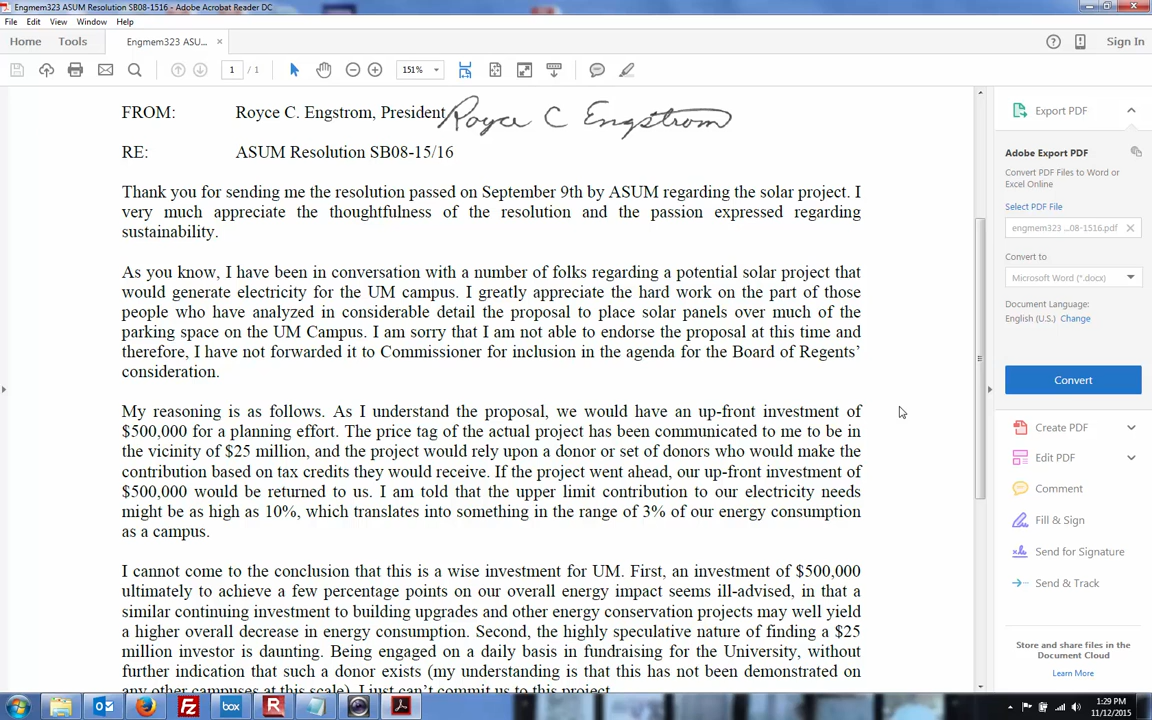 Engmem323 ASUM Resolution SB08-1516 - Adobe Acrobat Reader DC
File Edit View Window Help
Home Tools Engmem323 ASU... × Sign In
1 / 1 151%
FROM: Royce C. Engstrom, President Royce C Engstrom
RE: ASUM Resolution SB08-15/16
Thank you for sending me the resolution passed on September 9th by ASUM regarding the solar project. I
very much appreciate the thoughtfulness of the resolution and the passion expressed regarding
sustainability.
As you know, I have been in conversation with a number of folks regarding a potential solar project that
would generate electricity for the UM campus. I greatly appreciate the hard work on the part of those
people who have analyzed in considerable detail the proposal to place solar panels over much of the
parking space on the UM Campus. I am sorry that I am not able to endorse the proposal at this time and
therefore, I have not forwarded it to Commissioner for inclusion in the agenda for the Board of Regents’
consideration.
My reasoning is as follows. As I understand the proposal, we would have an up-front investment of
$500,000 for a planning effort. The price tag of the actual project has been communicated to me to be in
the vicinity of $25 million, and the project would rely upon a donor or set of donors who would make the
contribution based on tax credits they would receive. If the project went ahead, our up-front investment of
$500,000 would be returned to us. I am told that the upper limit contribution to our electricity needs
might be as high as 10%, which translates into something in the range of 3% of our energy consumption
as a campus.
I cannot come to the conclusion that this is a wise investment for UM. First, an investment of $500,000
ultimately to achieve a few percentage points on our overall energy impact seems ill-advised, in that a
similar continuing investment to building upgrades and other energy conservation projects may well yield
a higher overall decrease in energy consumption. Second, the highly speculative nature of finding a $25
million investor is daunting. Being engaged on a daily basis in fundraising for the University, without
further indication that such a donor exists (my understanding is that this has not been demonstrated on
any other campuses at this scale), I just can’t commit us to this project.
Export PDF
Adobe Export PDF
Convert PDF Files to Word or
Excel Online
Select PDF File
engmem323 ...08-1516.pdf
Convert to
Microsoft Word (*.docx)
Document Language:
English (U.S.) Change
Convert
Create PDF
Edit PDF
Comment
Fill & Sign
Send for Signature
Send & Track
Store and share files in the
Document Cloud
Learn More
box
1:29 PM
11/12/2015